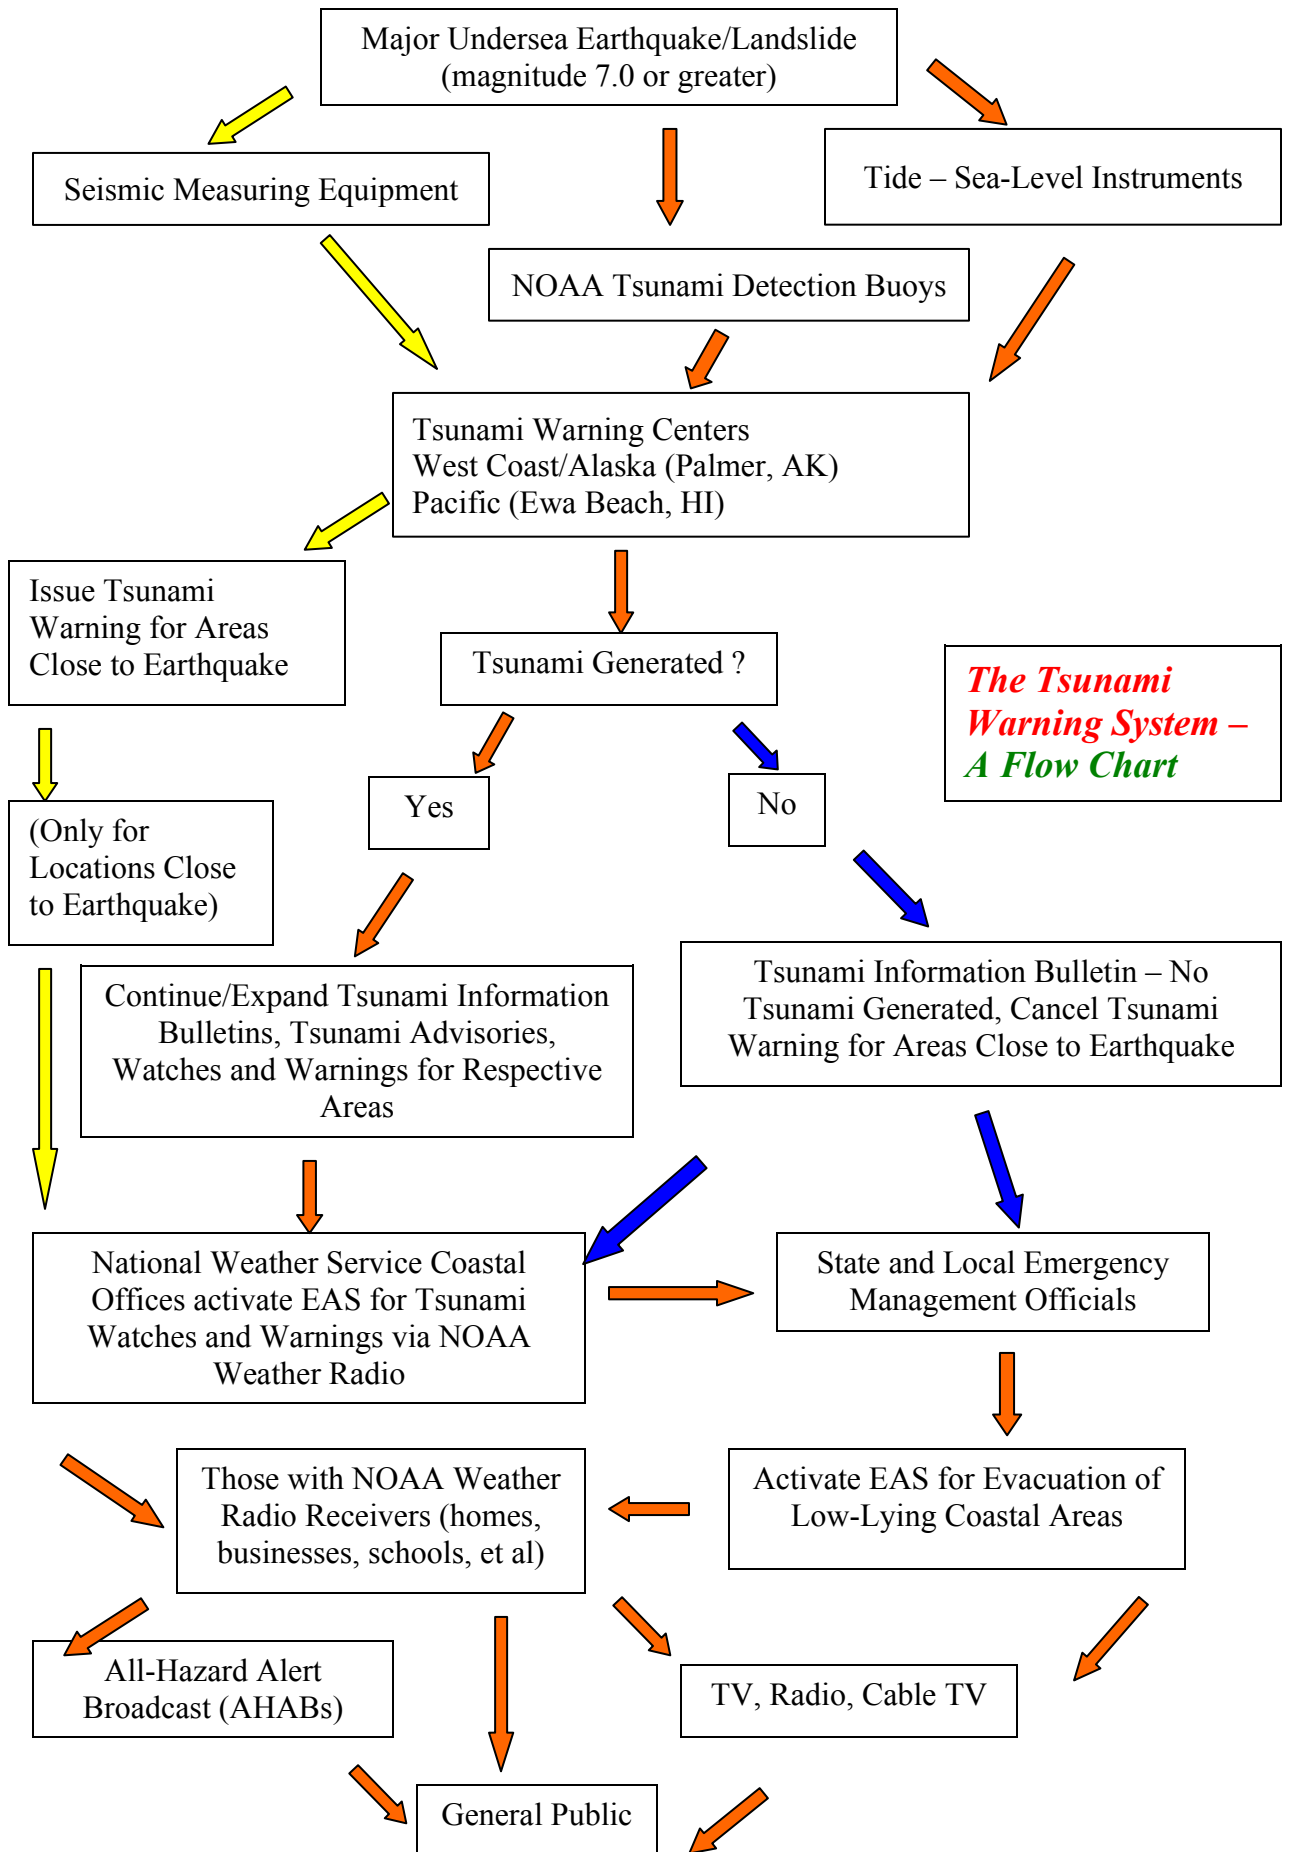 Major Undersea Earthquake/Landslide
(magnitude 7.0 or greater)
Seismic Measuring Equipment
Tide – Sea-Level Instruments
NOAA Tsunami Detection Buoys
Tsunami Warning Centers
West Coast/Alaska (Palmer, AK)
Pacific (Ewa Beach, HI)
Issue Tsunami
Warning for Areas
Close to Earthquake
Tsunami Generated ?
The Tsunami
Warning System –
A Flow Chart
Yes
No
(Only for
Locations Close
to Earthquake)
Continue/Expand Tsunami Information
Bulletins, Tsunami Advisories,
Watches and Warnings for Respective
Areas
Tsunami Information Bulletin – No
Tsunami Generated, Cancel Tsunami
Warning for Areas Close to Earthquake
National Weather Service Coastal
Offices activate EAS for Tsunami
Watches and Warnings via NOAA
Weather Radio
State and Local Emergency
Management Officials
Those with NOAA Weather
Radio Receivers (homes,
businesses, schools, et al)
Activate EAS for Evacuation of
Low-Lying Coastal Areas
All-Hazard Alert
Broadcast (AHABs)
TV, Radio, Cable TV
General Public